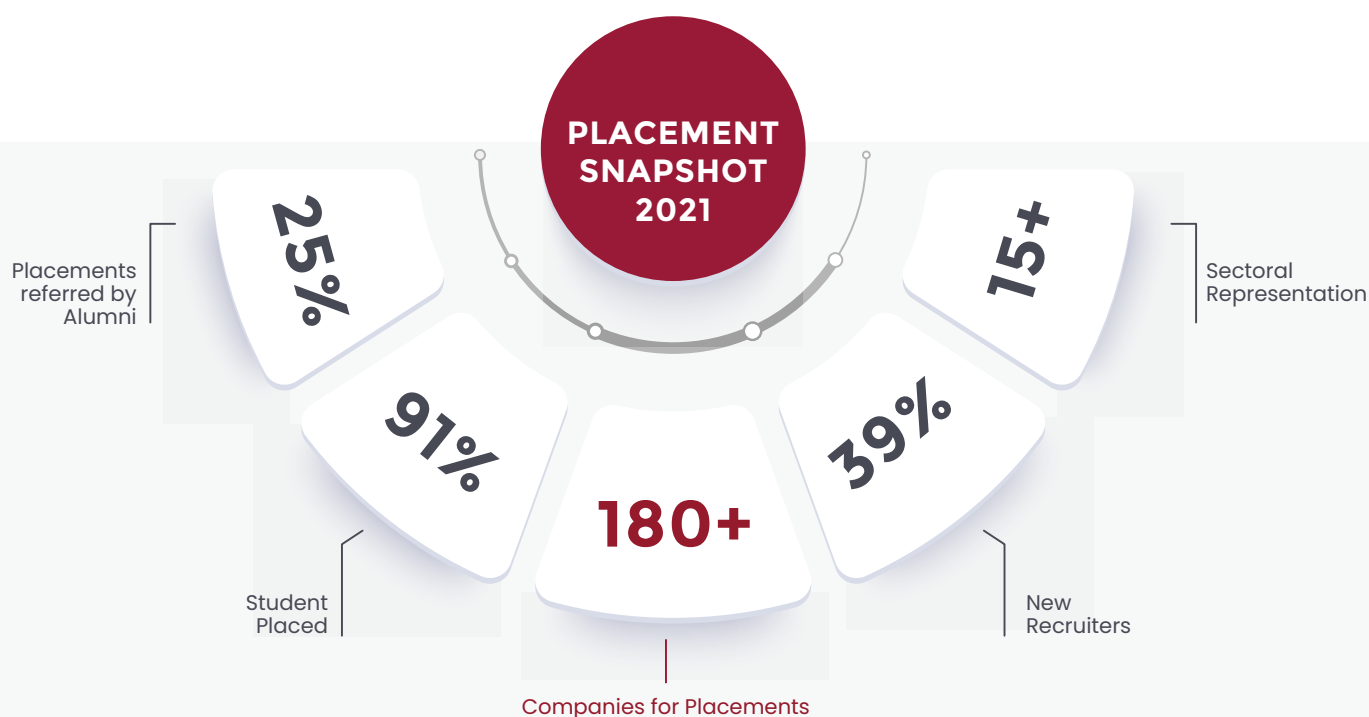 PLACEMENT
SNAPSHOT
2021
25%
Placements
referred by
Alumni
91%
Student
Placed
180+
Companies for Placements
39%
New
Recruiters
15+
Sectoral
Representation